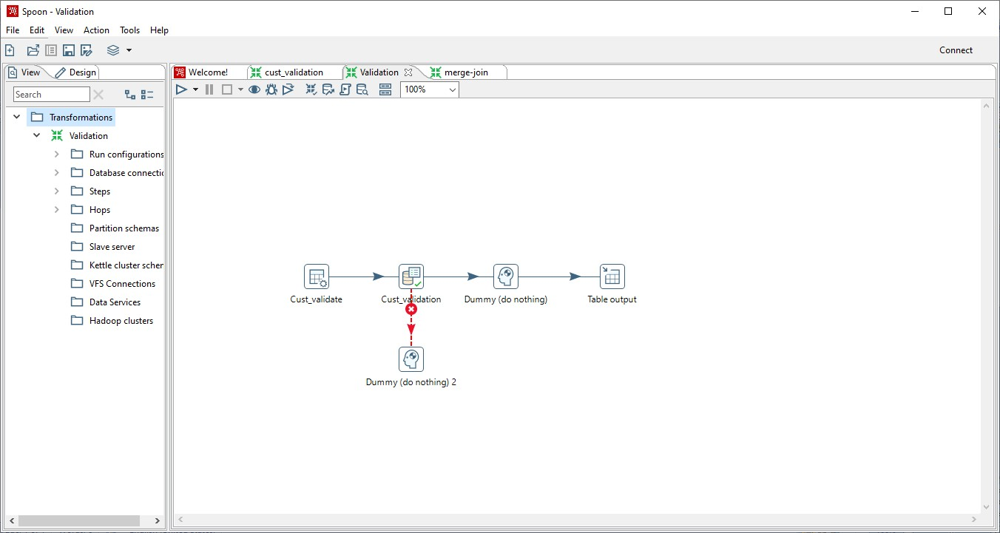 Spoon - Validation
File Edit View Action Tools Help
Connect
View Design
Welcome! cust_validation Validation merge-join
Search
100%
Transformations
Validation
Run configurations
Database connectic
Steps
Hops
Partition schemas
Slave server
Kettle cluster scher
VFS Connections
Data Services
Hadoop clusters
Cust_validate Cust_validation Dummy (do nothing) Table output
Dummy (do nothing) 2